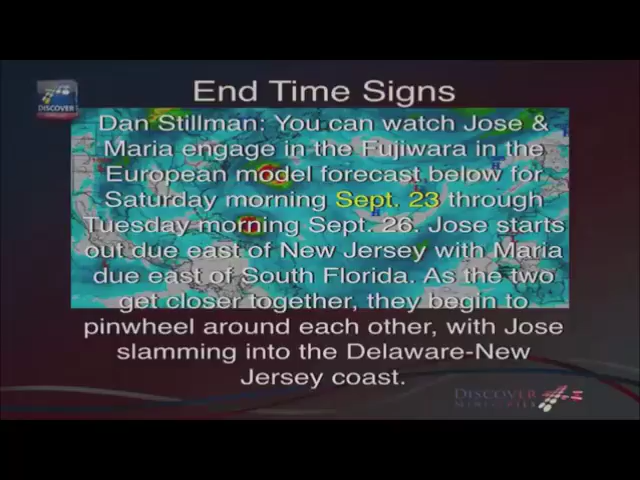 End Time Signs
DISCOVER
Dan Stillman: You can watch Jose &
Maria engage in the Fujiwara in the
European model forecast below for
Saturday morning Sept. 23 through
Tuesday morning Sept. 26. Jose starts
out due east of New Jersey with Maria
due east of South Florida. As the two
get closer together, they begin to
pinwheel around each other, with Jose
slamming into the Delaware-New
Jersey coast.
DISCOVER
MINISTRIES